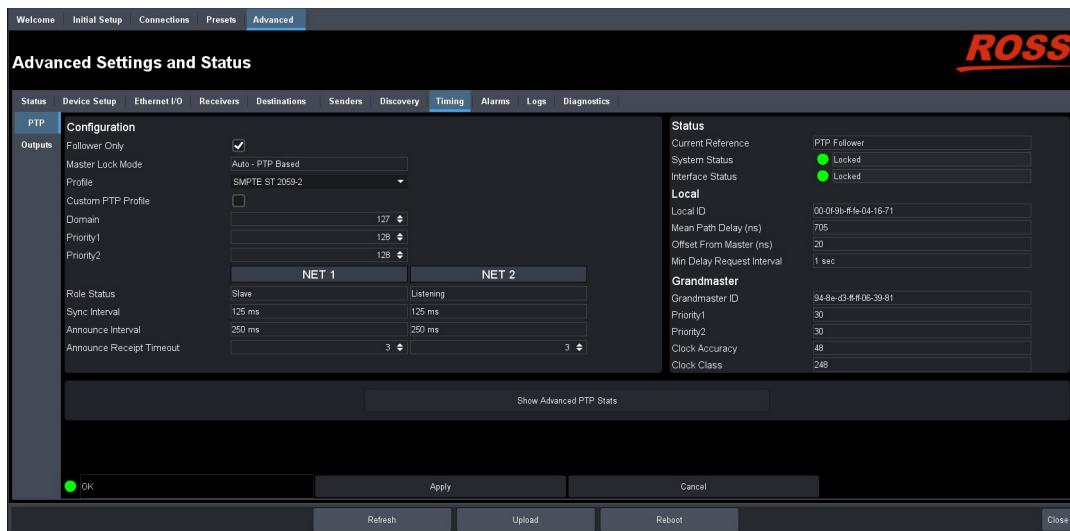 Welcome Initial Setup Connections Presets Advanced
ROSS
Advanced Settings and Status
Status Device Setup Ethernet I/O Receivers Destinations Senders Discovery Timing Alarms Logs Diagnostics
PTP
Outputs
Configuration
Follower Only
Master Lock Mode Auto - PTP Based
Profile SMPTE ST 2059-2
Custom PTP Profile
Domain 127
Priority1 128
Priority2 128
NET 1 NET 2
Role Status Slave Listening
Sync Interval 125 ms 125 ms
Announce Interval 250 ms 250 ms
Announce Receipt Timeout 3 3
Status
Current Reference PTP Follower
System Status Locked
Interface Status Locked
Local
Local ID 00-0f-9b-ff-fe-04-16-71
Mean Path Delay (ns) 705
Offset From Master (ns) 20
Min Delay Request Interval 1 sec
Grandmaster
Grandmaster ID 94-8e-d3-ff-ff-06-39-81
Priority1 30
Priority2 30
Clock Accuracy 48
Clock Class 248
Show Advanced PTP Stats
OK Apply Cancel
Refresh Upload Reboot Close